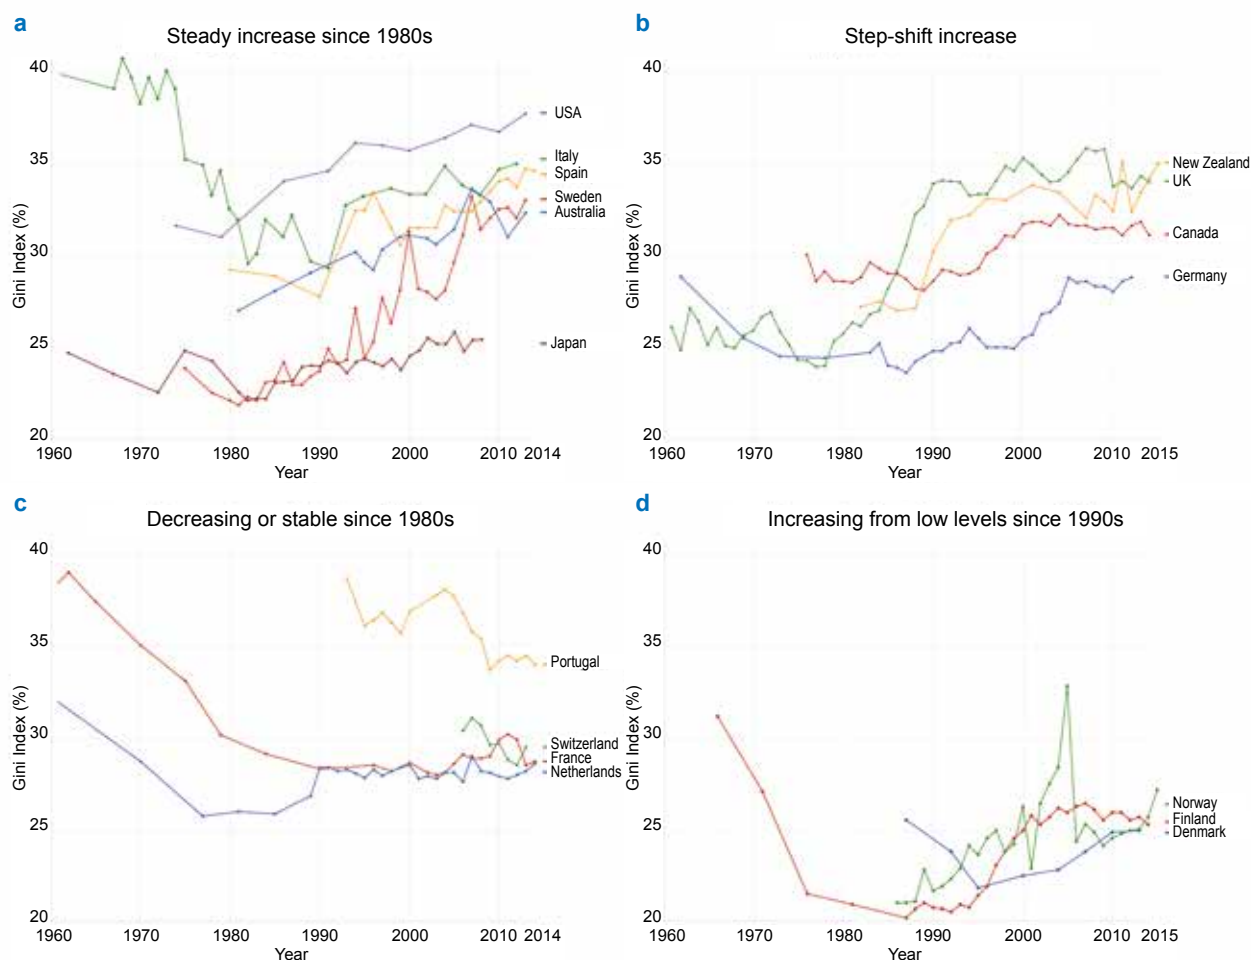 a
Steady increase since 1980s
40
35
30
25
20
Gini Index (%)
1960
1970
1980
1990
2000
2010
2014
Year
USA
Italy
Spain
Sweden
Australia
Japan
b
Step-shift increase
40
35
30
25
20
Gini Index (%)
1960
1970
1980
1990
2000
2010
2015
Year
New Zealand
UK
Canada
Germany
c
Decreasing or stable since 1980s
40
35
30
25
20
Gini Index (%)
1960
1970
1980
1990
2000
2010
2014
Year
Portugal
Switzerland
France
Netherlands
d
Increasing from low levels since 1990s
40
35
30
25
20
Gini Index (%)
1960
1970
1980
1990
2000
2010
2015
Year
Norway
Finland
Denmark